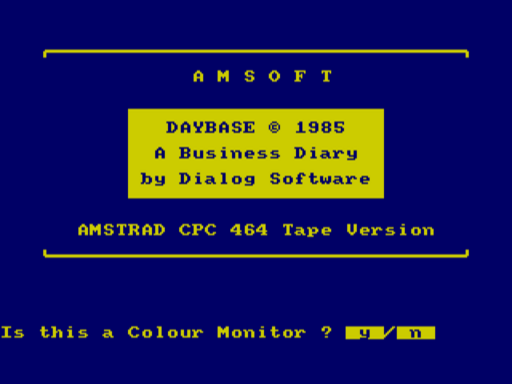 A M S O F T
DAYBASE © 1985
A Business Diary
by Dialog Software
AMSTRAD CPC 464 Tape Version
Is this a Colour Monitor ? y/n